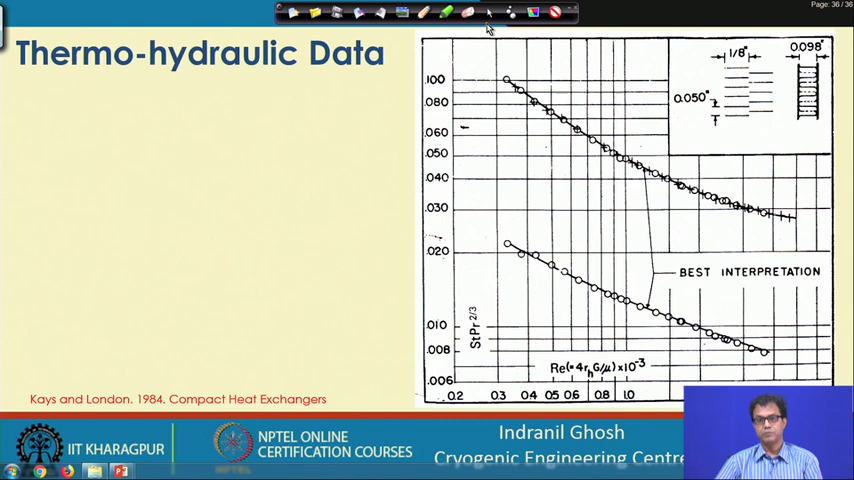 Page: 36 / 36
Thermo-hydraulic Data
1/8"
0.098"
0.050"
.100
.080
.060
.050
.040
.030
.020
.010
.008
.006
BEST INTERPRETATION
StPr 2/3
Re(=4rhG/μ)×10-3
0.2 0.3 0.4 0.5 0.6 0.8 1.0
Kays and London. 1984. Compact Heat Exchangers
IIT KHARAGPUR
NPTEL ONLINE
CERTIFICATION COURSES
Indranil Ghosh
Cryogenic Engineering Centre